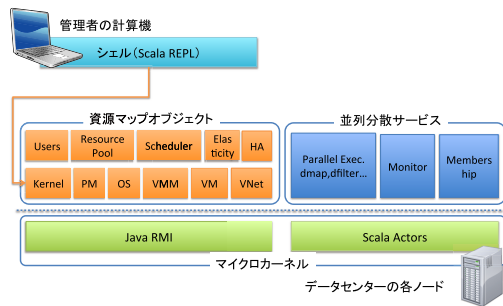 管理者の計算機
シェル(Scala REPL)
資源マップオブジェクト
Users
Resource
Pool
Scheduler
Elas
ticity
HA
Kernel
PM
OS
VMM
VM
VNet
並列分散サービス
Parallel Exec.
dmap,dfilter...
Monitor
Members
hip
Java RMI
Scala Actors
マイクロカーネル
データセンターの各ノード